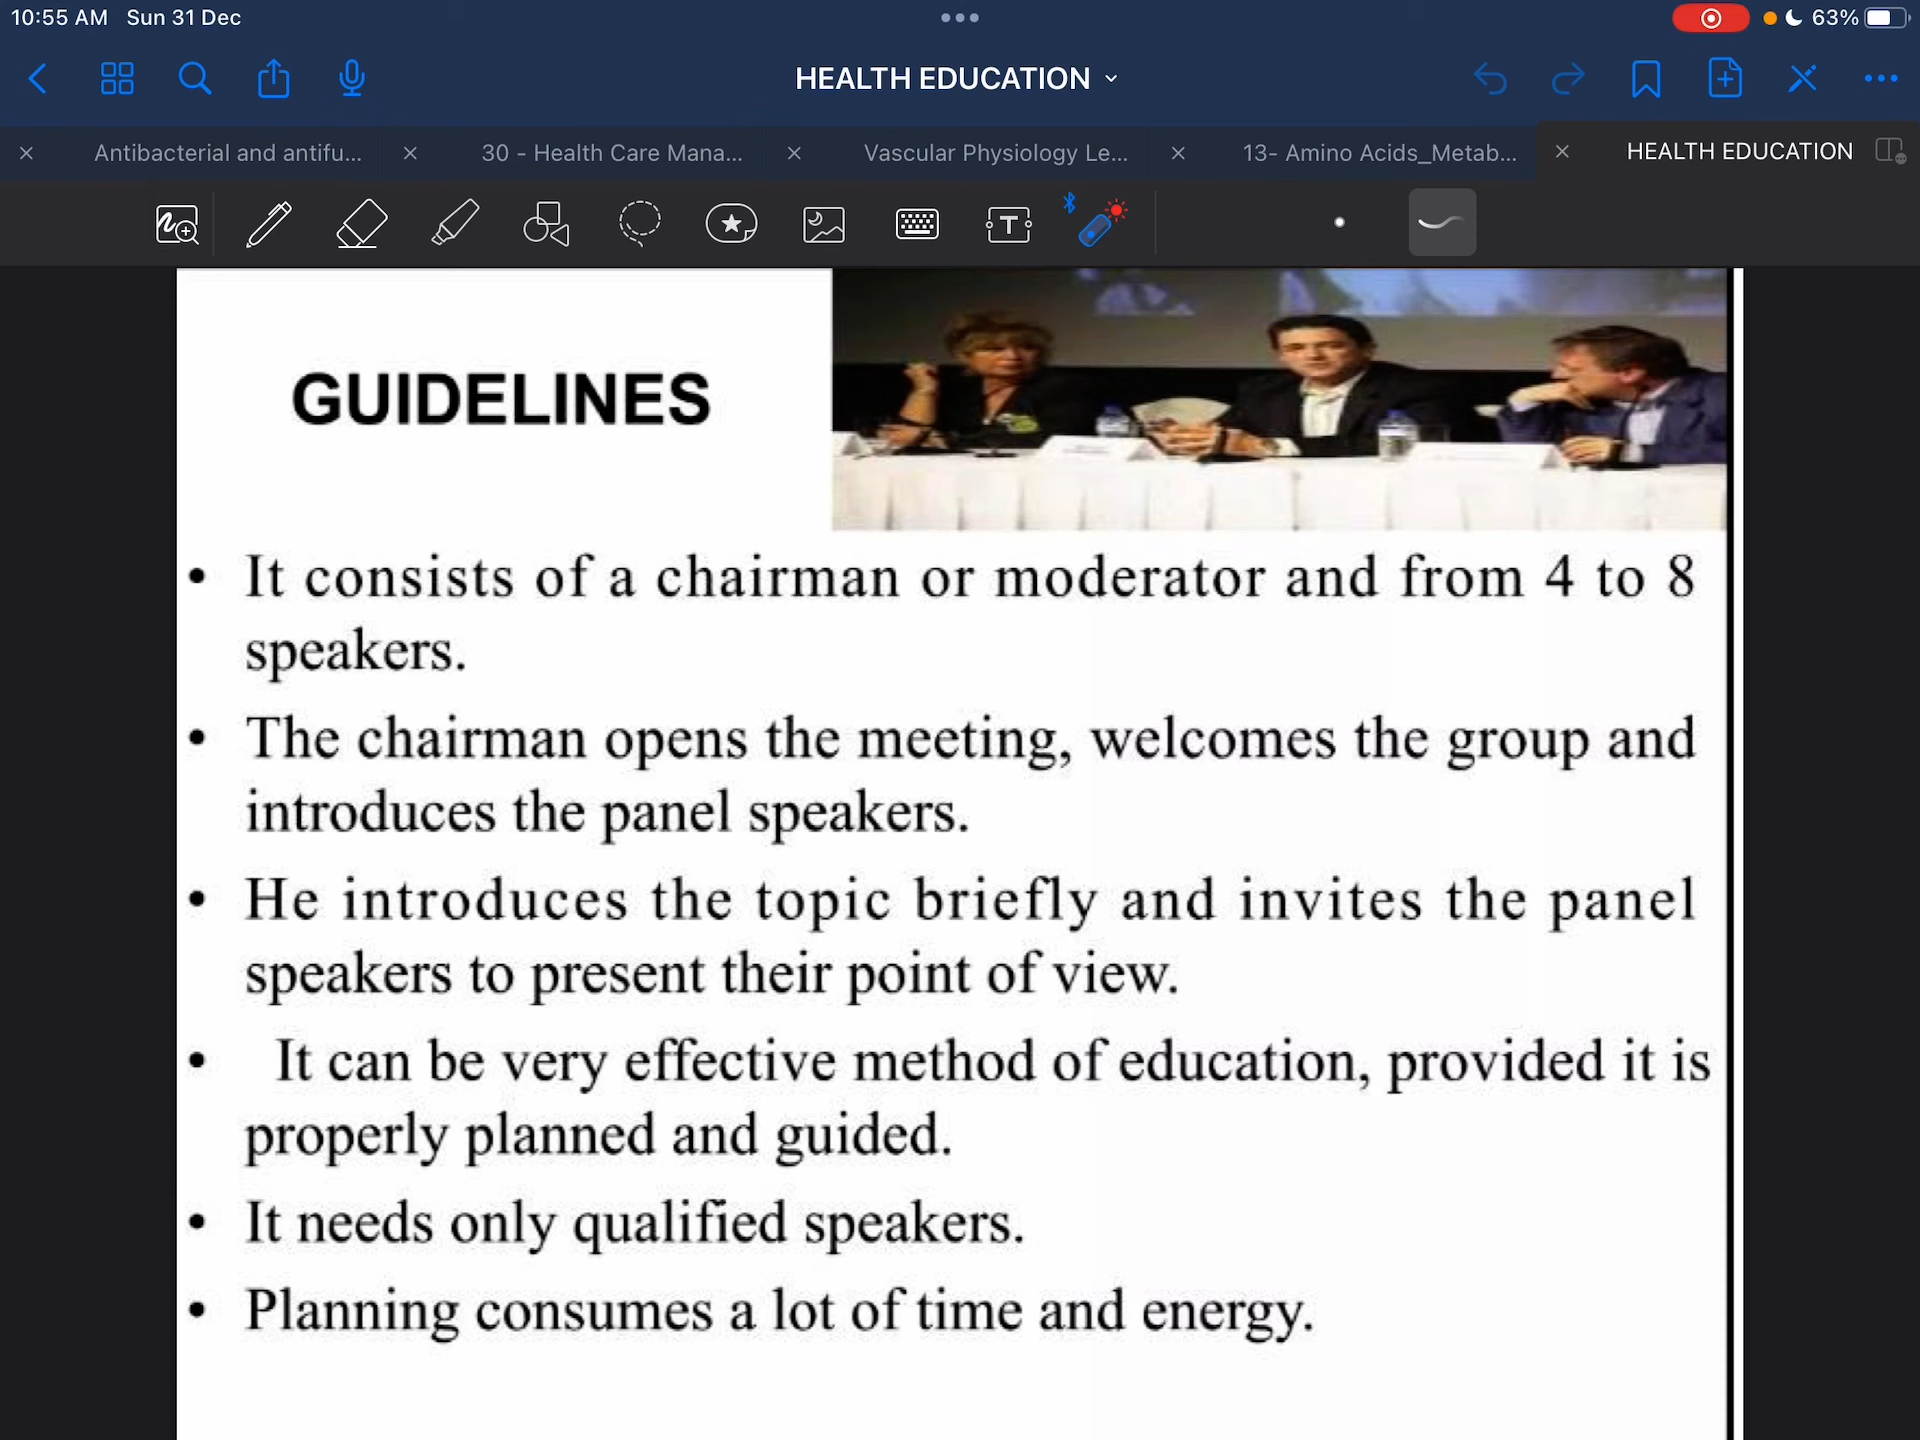 10:55 AM Sun 31 Dec
63%
HEALTH EDUCATION
Antibacterial and antifu...
30 - Health Care Mana...
Vascular Physiology Le...
13- Amino Acids_Metab...
HEALTH EDUCATION
T
GUIDELINES
• It consists of a chairman or moderator and from 4 to 8
speakers.
• The chairman opens the meeting, welcomes the group and
introduces the panel speakers.
• He introduces the topic briefly and invites the panel
speakers to present their point of view.
• It can be very effective method of education, provided it is
properly planned and guided.
• It needs only qualified speakers.
• Planning consumes a lot of time and energy.